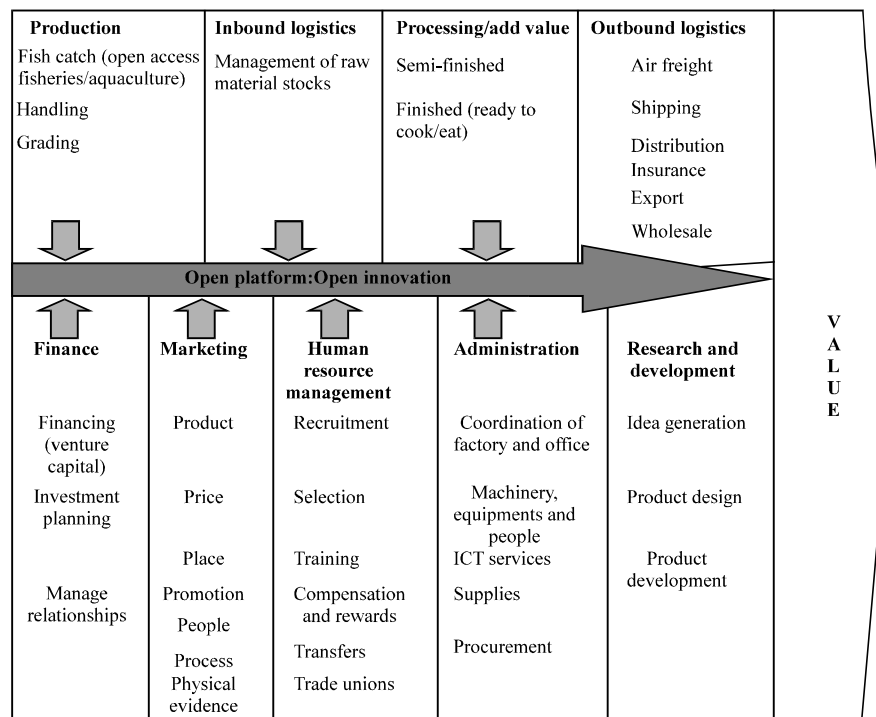 Production
Fish catch (open access
fisheries/aquaculture)
Handling
Grading
Inbound logistics
Management of raw
material stocks
Processing/add value
Semi-finished
Finished (ready to
cook/eat)
Outbound logistics
Air freight
Shipping
Distribution
Insurance
Export
Wholesale
Open platform:Open innovation
Finance
Financing
(venture
capital)
Investment
planning
Manage
relationships
Marketing
Product
Price
Place
Promotion
People
Process
Physical
evidence
Human
resource
management
Recruitment
Selection
Training
Compensation
and rewards
Transfers
Trade unions
Administration
Coordination of
factory and office
Machinery,
equipments and
people
ICT services
Supplies
Procurement
Research and
development
Idea generation
Product design
Product
development
V
A
L
U
E